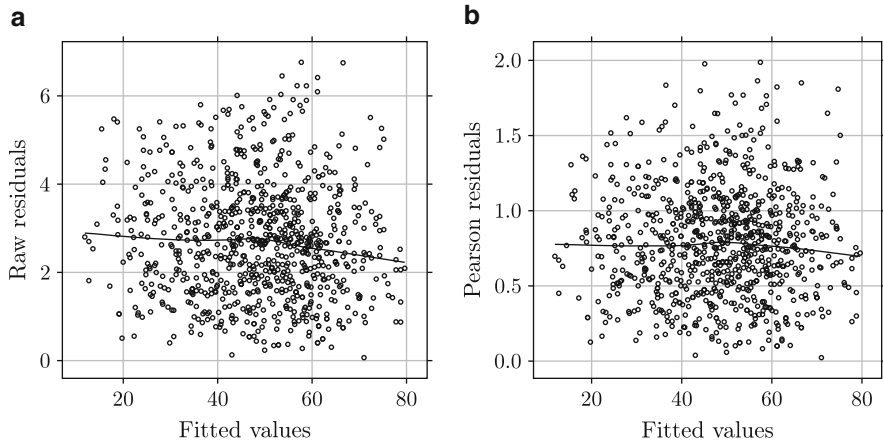 a
Raw residuals
6
4
2
0
20 40 60 80
Fitted values
b
Pearson residuals
2.0
1.5
1.0
0.5
0.0
20 40 60 80
Fitted values